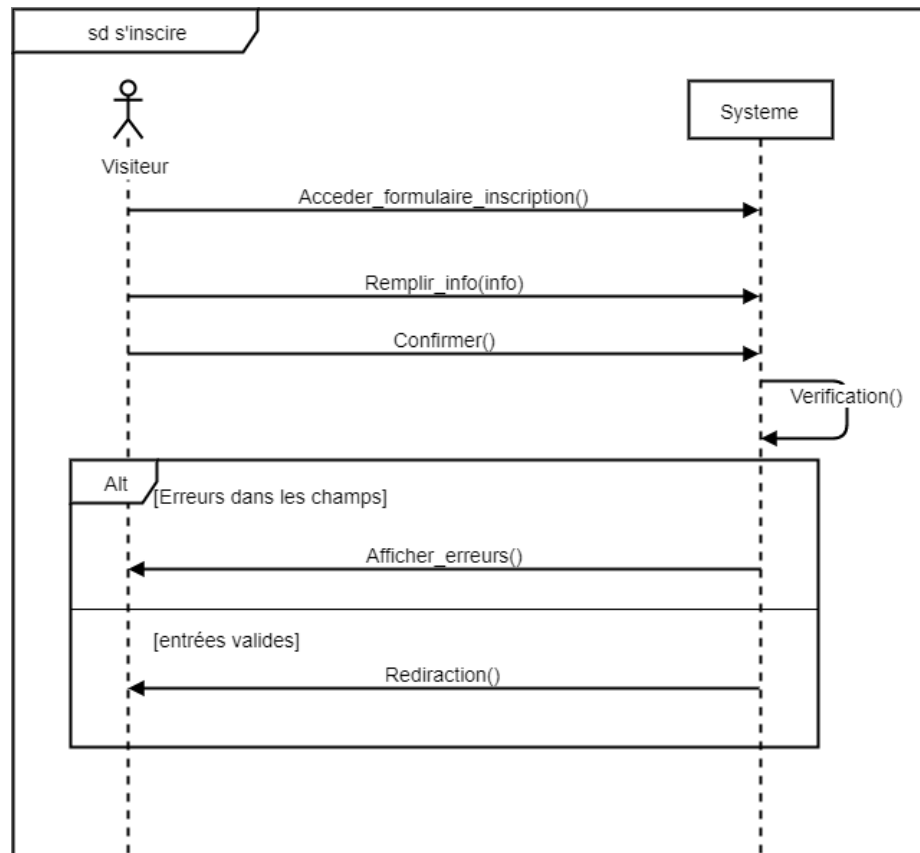 sd s'inscire
Systeme
Visiteur
Acceder_formulaire_inscription()
Remplir_info(info)
Confirmer()
Verification()
Alt
[Erreurs dans les champs]
Afficher_erreurs()
[entrées valides]
Rediraction()